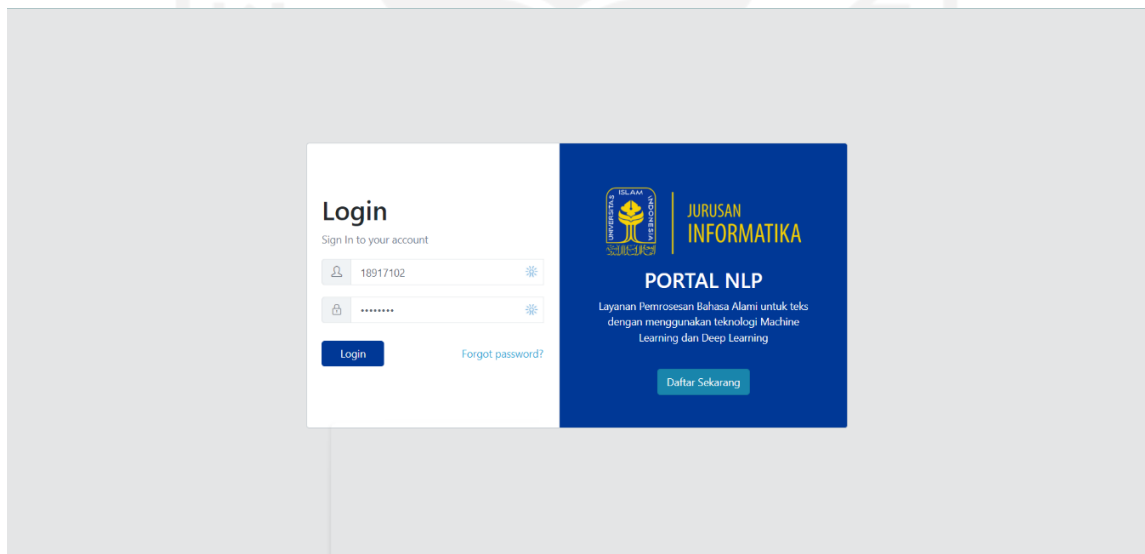 Login
Sign In to your account
18917102
••••••••
Login
Forgot password?
UNIVERSITAS ISLAM INDONESIA
JURUSAN
INFORMATIKA
PORTAL NLP
Layanan Pemrosesan Bahasa Alami untuk teks
dengan menggunakan teknologi Machine
Learning dan Deep Learning
Daftar Sekarang